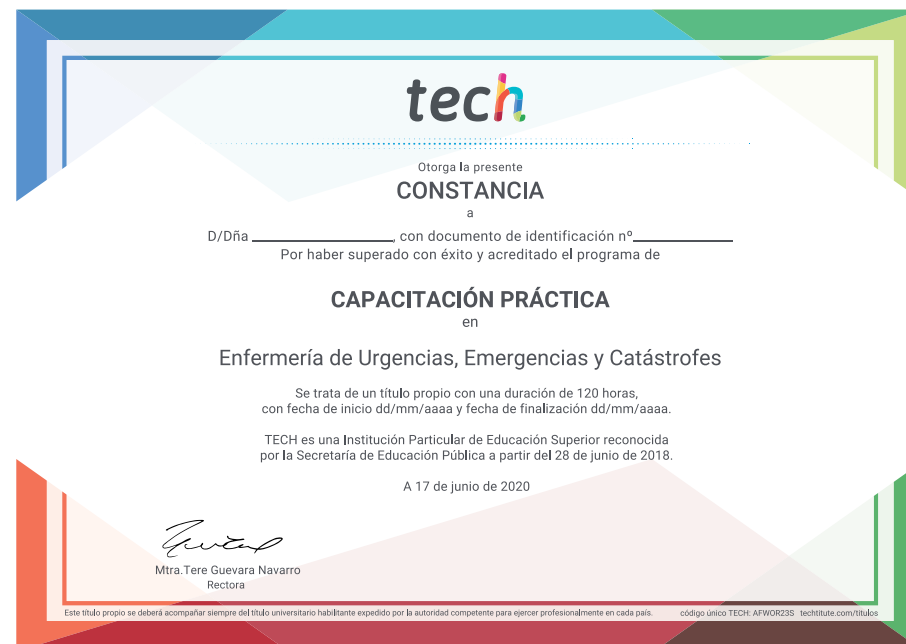 tech
Otorga la presente
CONSTANCIA
a
D/Dña ____________, con documento de identificación nº____________
Por haber superado con éxito y acreditado el programa de
CAPACITACIÓN PRÁCTICA
en
Enfermería de Urgencias, Emergencias y Catástrofes
Se trata de un título propio con una duración de 120 horas,
con fecha de inicio dd/mm/aaaa y fecha de finalización dd/mm/aaaa.
TECH es una Institución Particular de Educación Superior reconocida
por la Secretaría de Educación Pública a partir del 28 de junio de 2018.
A 17 de junio de 2020
Mtra.Tere Guevara Navarro
Rectora
Este título propio se deberá acompañar siempre del título universitario habilitante expedido por la autoridad competente para ejercer profesionalmente en cada país. código único TECH: AFWOR23S techtitute.com/titulos